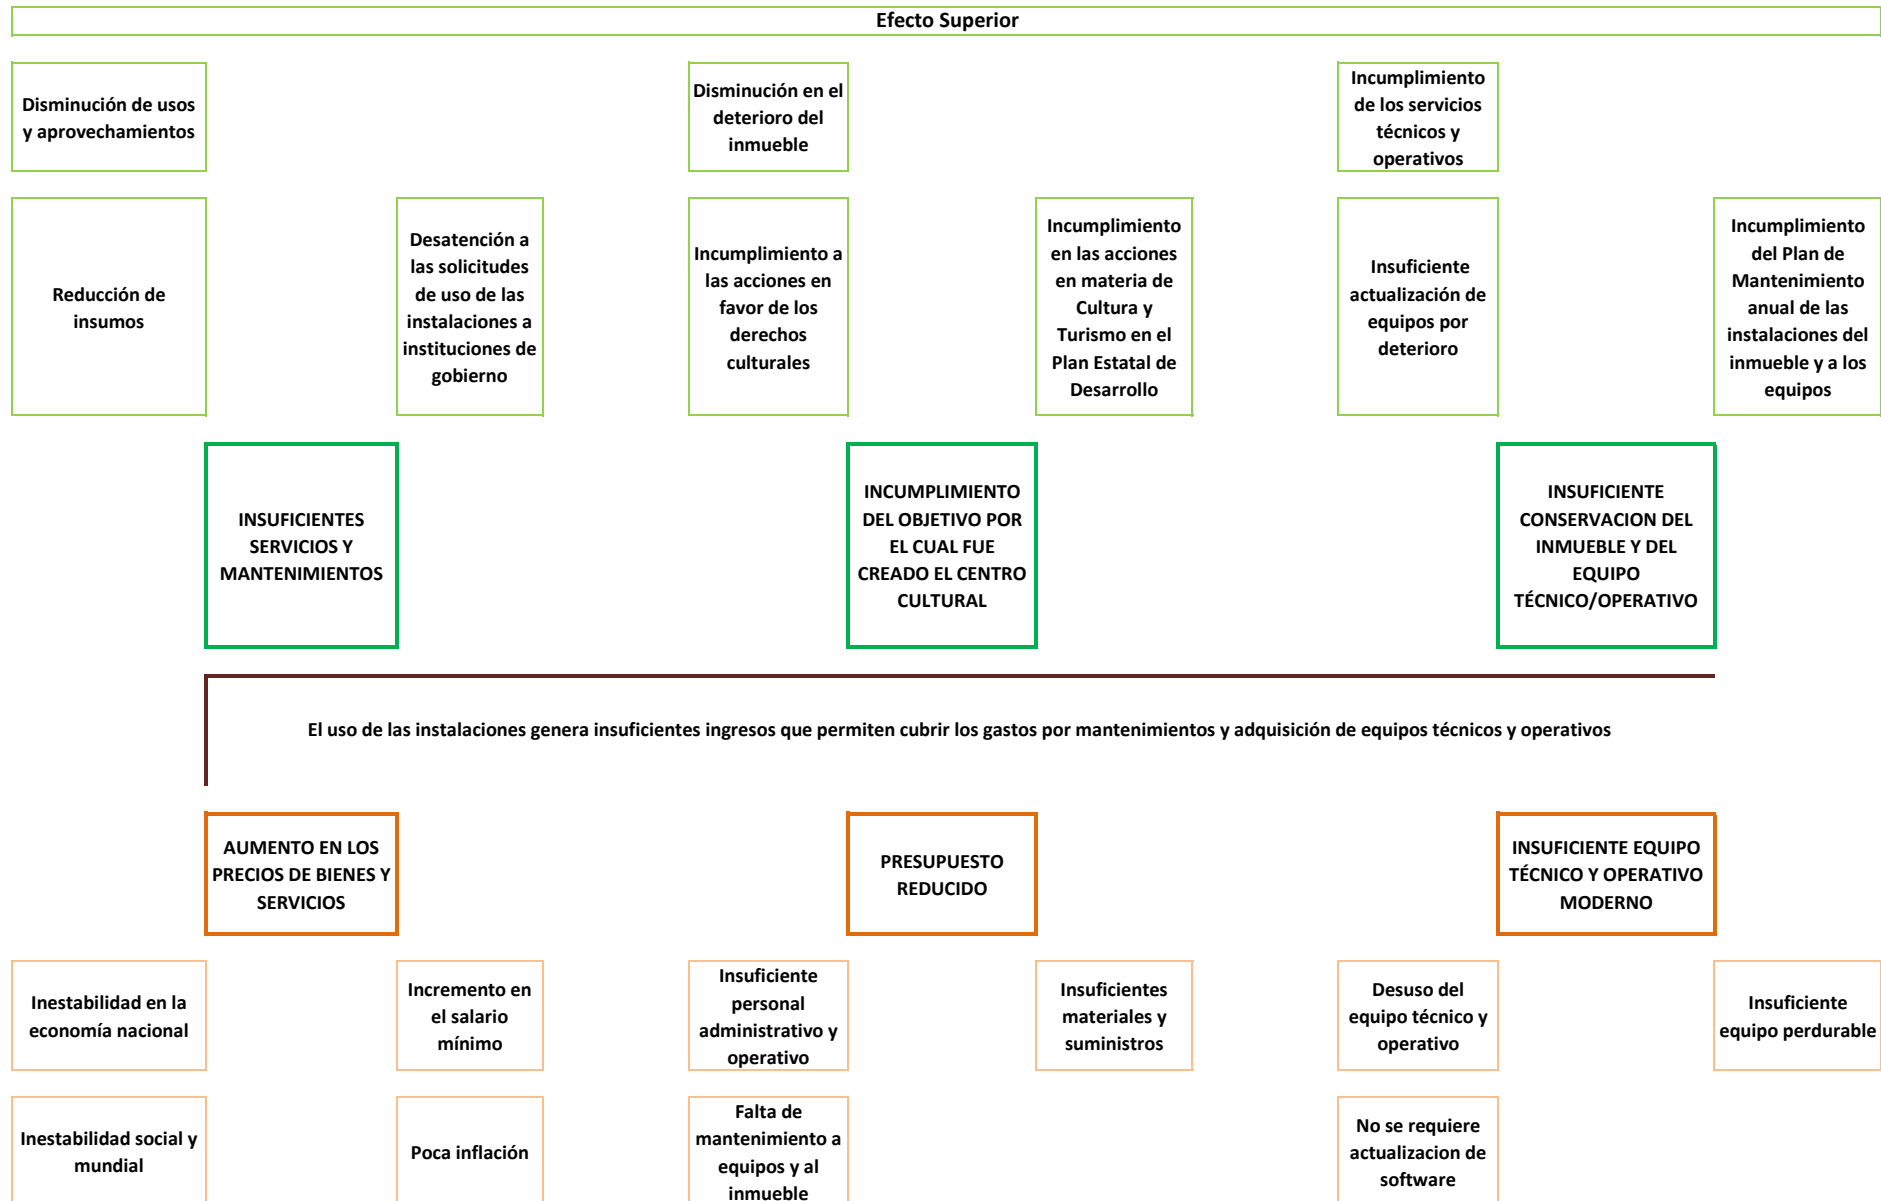 Efecto Superior
Disminución de usos
y aprovechamientos
Disminución en el
deterioro del
inmueble
Incumplimiento
de los servicios
técnicos y
operativos
Reducción de
insumos
Desatención a
las solicitudes
de uso de las
instalaciones a
instituciones de
gobierno
Incumplimiento a
las acciones en
favor de los
derechos
culturales
Incumplimiento
en las acciones
en materia de
Cultura y
Turismo en el
Plan Estatal de
Desarrollo
Insuficiente
actualización de
equipos por
deterioro
Incumplimiento
del Plan de
Mantenimiento
anual de las
instalaciones del
inmueble y a los
equipos
INSUFICIENTES
SERVICIOS Y
MANTENIMIENTOS
INCUMPLIMIENTO
DEL OBJETIVO POR
EL CUAL FUE
CREADO EL CENTRO
CULTURAL
INSUFICIENTE
CONSERVACION DEL
INMUEBLE Y DEL
EQUIPO
TÉCNICO/OPERATIVO
El uso de las instalaciones genera insuficientes ingresos que permiten cubrir los gastos por mantenimientos y adquisición de equipos técnicos y operativos
AUMENTO EN LOS
PRECIOS DE BIENES Y
SERVICIOS
PRESUPUESTO
REDUCIDO
INSUFICIENTE EQUIPO
TÉCNICO Y OPERATIVO
MODERNO
Inestabilidad en la
economía nacional
Incremento en
el salario
mínimo
Insuficiente
personal
administrativo y
operativo
Insuficientes
materiales y
suministros
Desuso del
equipo técnico y
operativo
Insuficiente
equipo perdurable
Inestabilidad social y
mundial
Poca inflación
Falta de
mantenimiento a
equipos y al
inmueble
No se requiere
actualizacion de
software